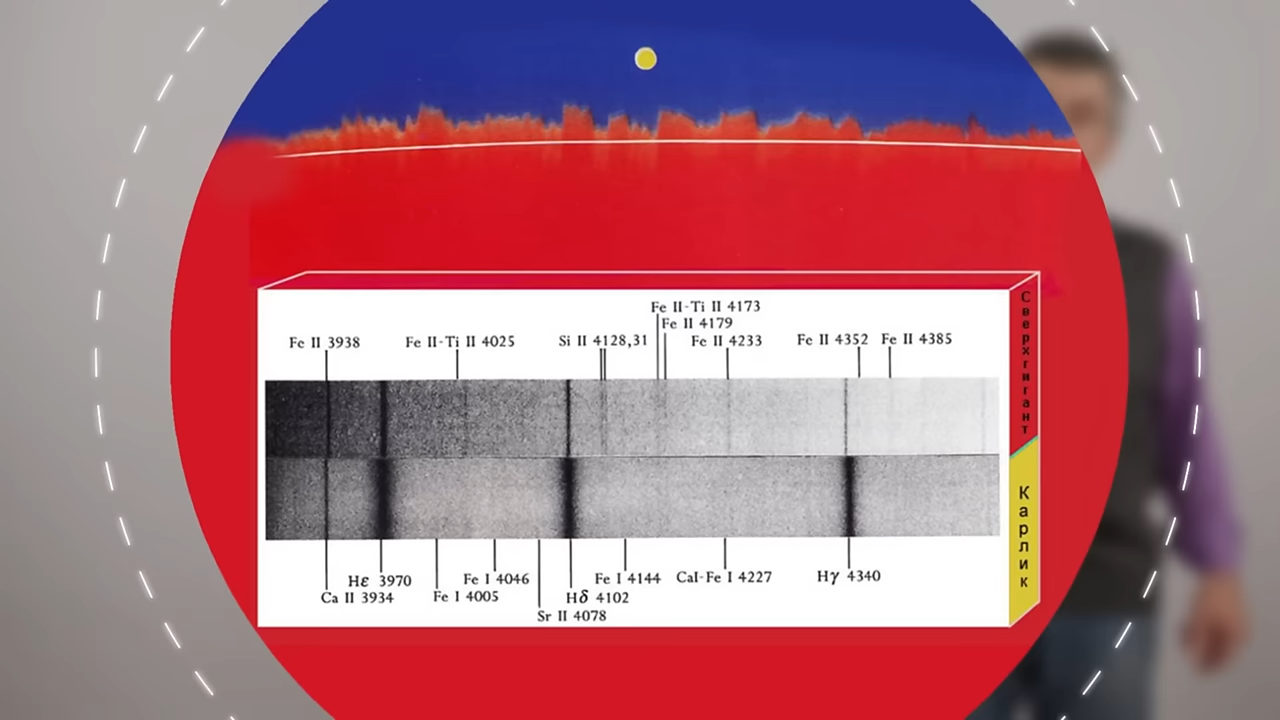 Fe II-Ti II 4173
Fe II 4179
Fe II 3938
Fe II-Ti II 4025
Si II 4128,31
Fe II 4233
Fe II 4352
Fe II 4385
Сверхгигант
Карлик
Hε 3970
Fe I 4046
Fe I 4144
CaI-Fe I 4227
Hγ 4340
Ca II 3934
Fe I 4005
Hδ 4102
Sr II 4078